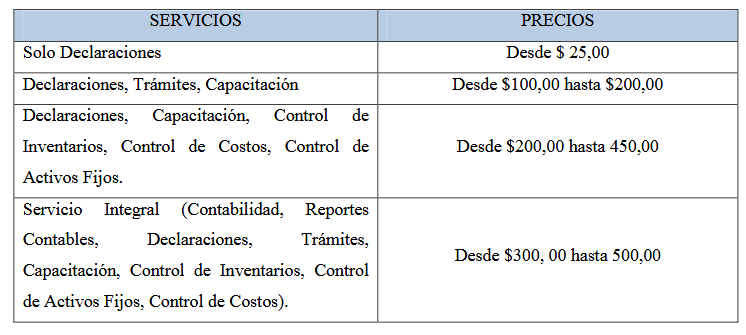 SERVICIOS PRECIOS
Solo Declaraciones Desde $ 25,00
Declaraciones, Trámites, Capacitación Desde $100,00 hasta $200,00
Declaraciones, Capacitación, Control de
Inventarios, Control de Costos, Control de
Activos Fijos.
Desde $200,00 hasta 450,00
Servicio Integral (Contabilidad, Reportes
Contables, Declaraciones, Trámites,
Capacitación, Control de Inventarios, Control
de Activos Fijos, Control de Costos).
Desde $300, 00 hasta 500,00